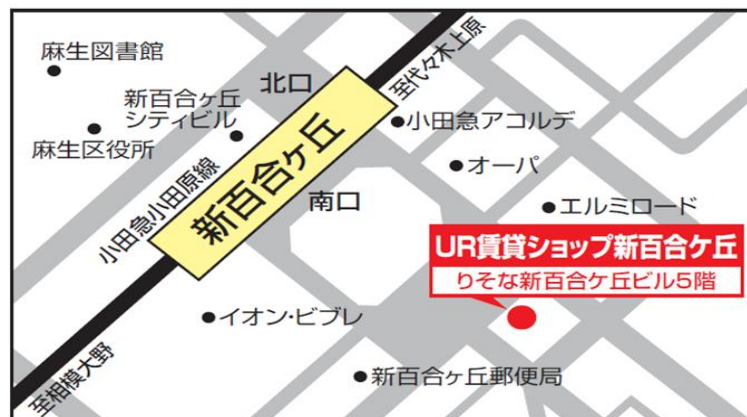 麻生図書館
北口
至代々木上原
新百合ヶ丘
シティビル
小田急アコルデ
麻生区役所
新百合ヶ丘
オーパ
小田急小田原線
南口
エルミロード
UR賃貸ショップ新百合ケ丘
りそな新百合ケ丘ビル5階
イオン・ビブレ
至相模大野
新百合ヶ丘郵便局